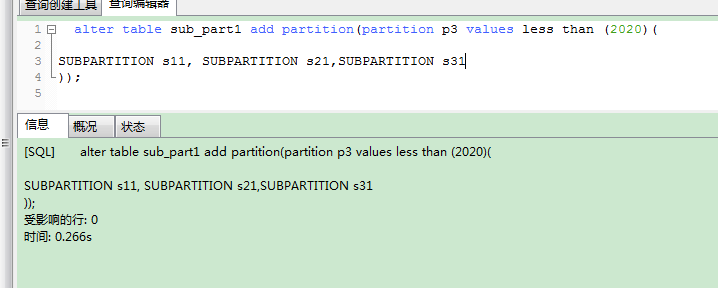 查询创建工具 查询编辑器
1 alter table sub_part1 add partition(partition p3 values less than (2020)(
2
3 SUBPARTITION s11, SUBPARTITION s21,SUBPARTITION s31
4 ));
5
信息 概况 状态
[SQL] alter table sub_part1 add partition(partition p3 values less than (2020)(
SUBPARTITION s11, SUBPARTITION s21,SUBPARTITION s31
));
受影响的行: 0
时间: 0.266s